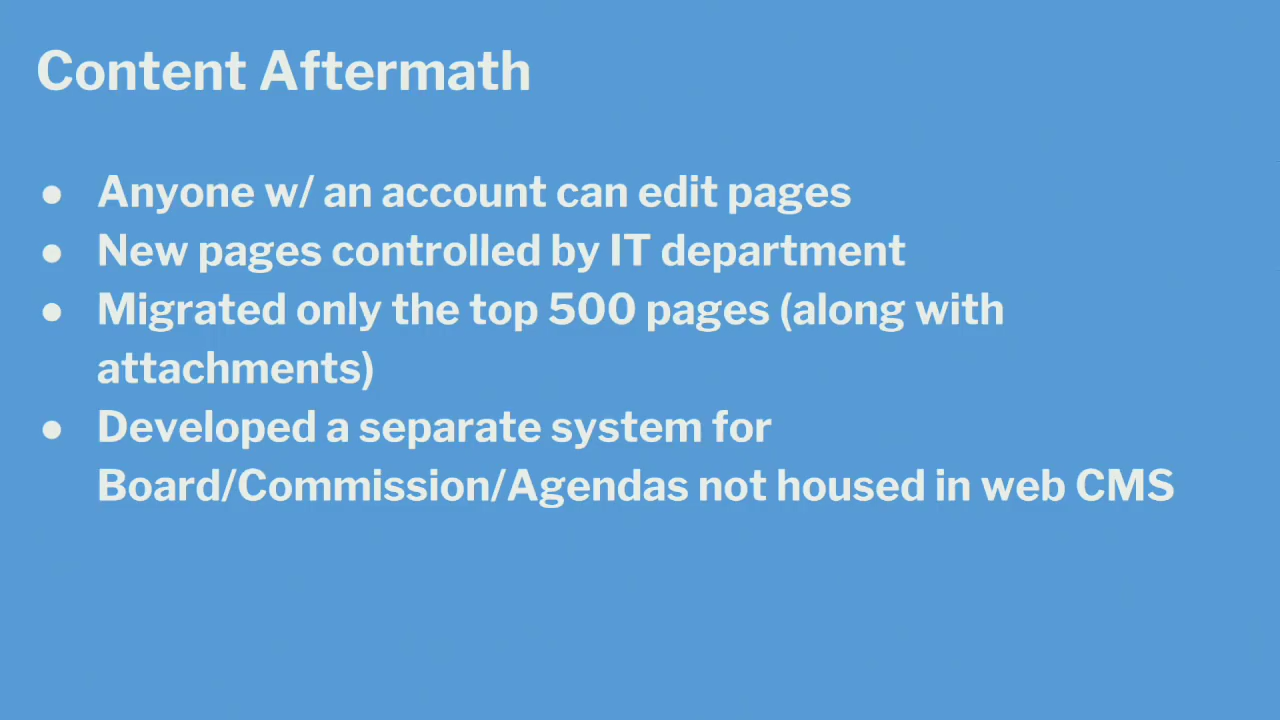 Content Aftermath
● Anyone w/ an account can edit pages
● New pages controlled by IT department
● Migrated only the top 500 pages (along with
attachments)
● Developed a separate system for
Board/Commission/Agendas not housed in web CMS